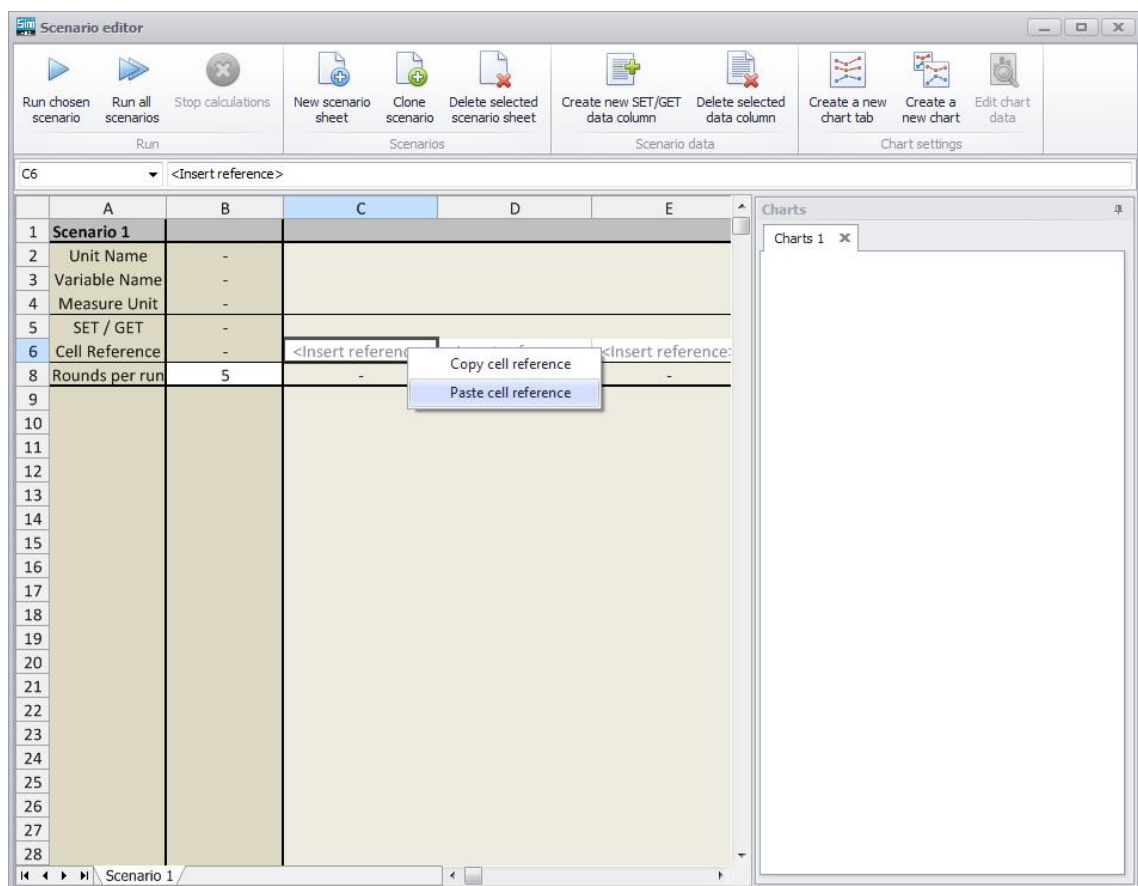 Sim Scenario editor
Run chosen scenario
Run all scenarios
Stop calculations
New scenario sheet
Clone scenario
Delete selected scenario sheet
Create new SET/GET data column
Delete selected data column
Create a new chart tab
Create a new chart
Edit chart data
Run
Scenarios
Scenario data
Chart settings
C6 <Insert reference>
A B C D E
Charts
Charts 1
1 Scenario 1
2 Unit Name -
3 Variable Name -
4 Measure Unit -
5 SET / GET -
6 Cell Reference - <Insert referenc <Insert reference>
Copy cell reference
8 Rounds per run 5 - -
Paste cell reference
9
10
11
12
13
14
15
16
17
18
19
20
21
22
23
24
25
26
27
28
Scenario 1